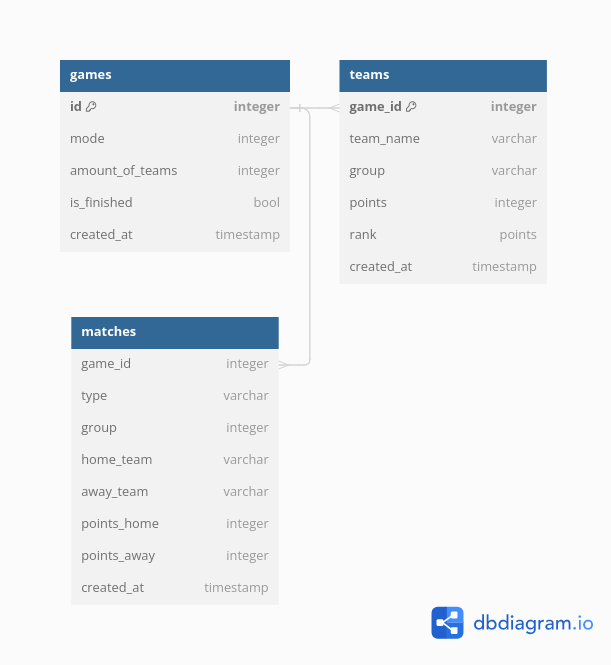 games
id integer
mode integer
amount_of_teams integer
is_finished bool
created_at timestamp
teams
game_id integer
team_name varchar
group varchar
points integer
rank points
created_at timestamp
matches
game_id integer
type varchar
group integer
home_team varchar
away_team varchar
points_home integer
points_away integer
created_at timestamp
dbdiagram.io